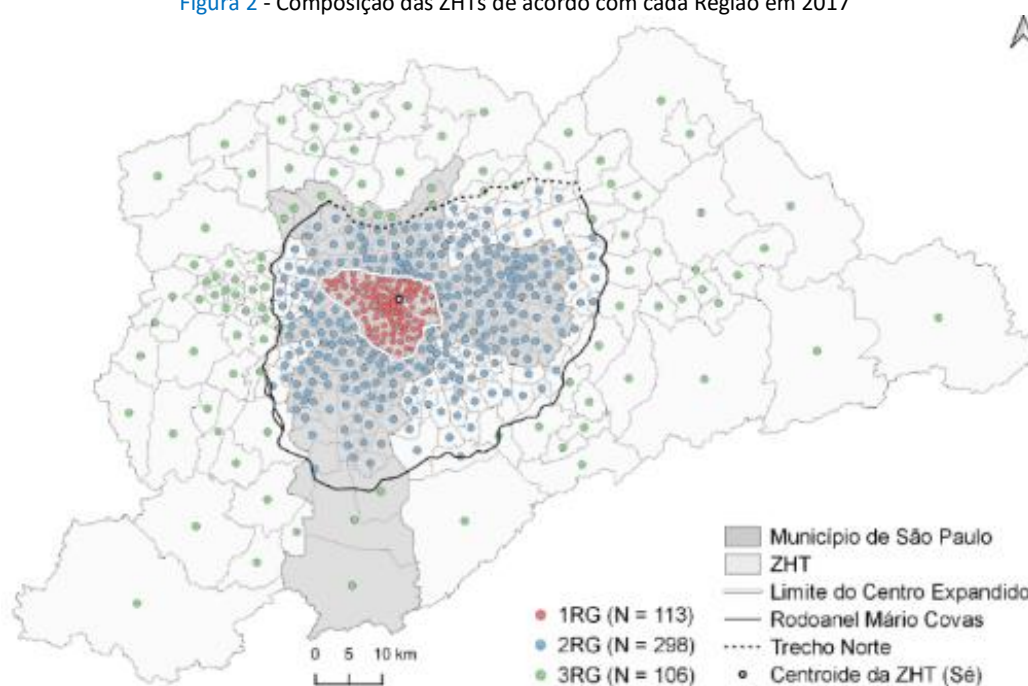 Figura 2 - Composição das ZHTs de acordo com cada Região em 2017
Município de São Paulo
ZHT
Limite do Centro Expandido
Rodoanel Mário Covas
Trecho Norte
Centroide da ZHT (Sé)
1RG (N = 113)
2RG (N = 298)
3RG (N = 106)
0 5 10 km